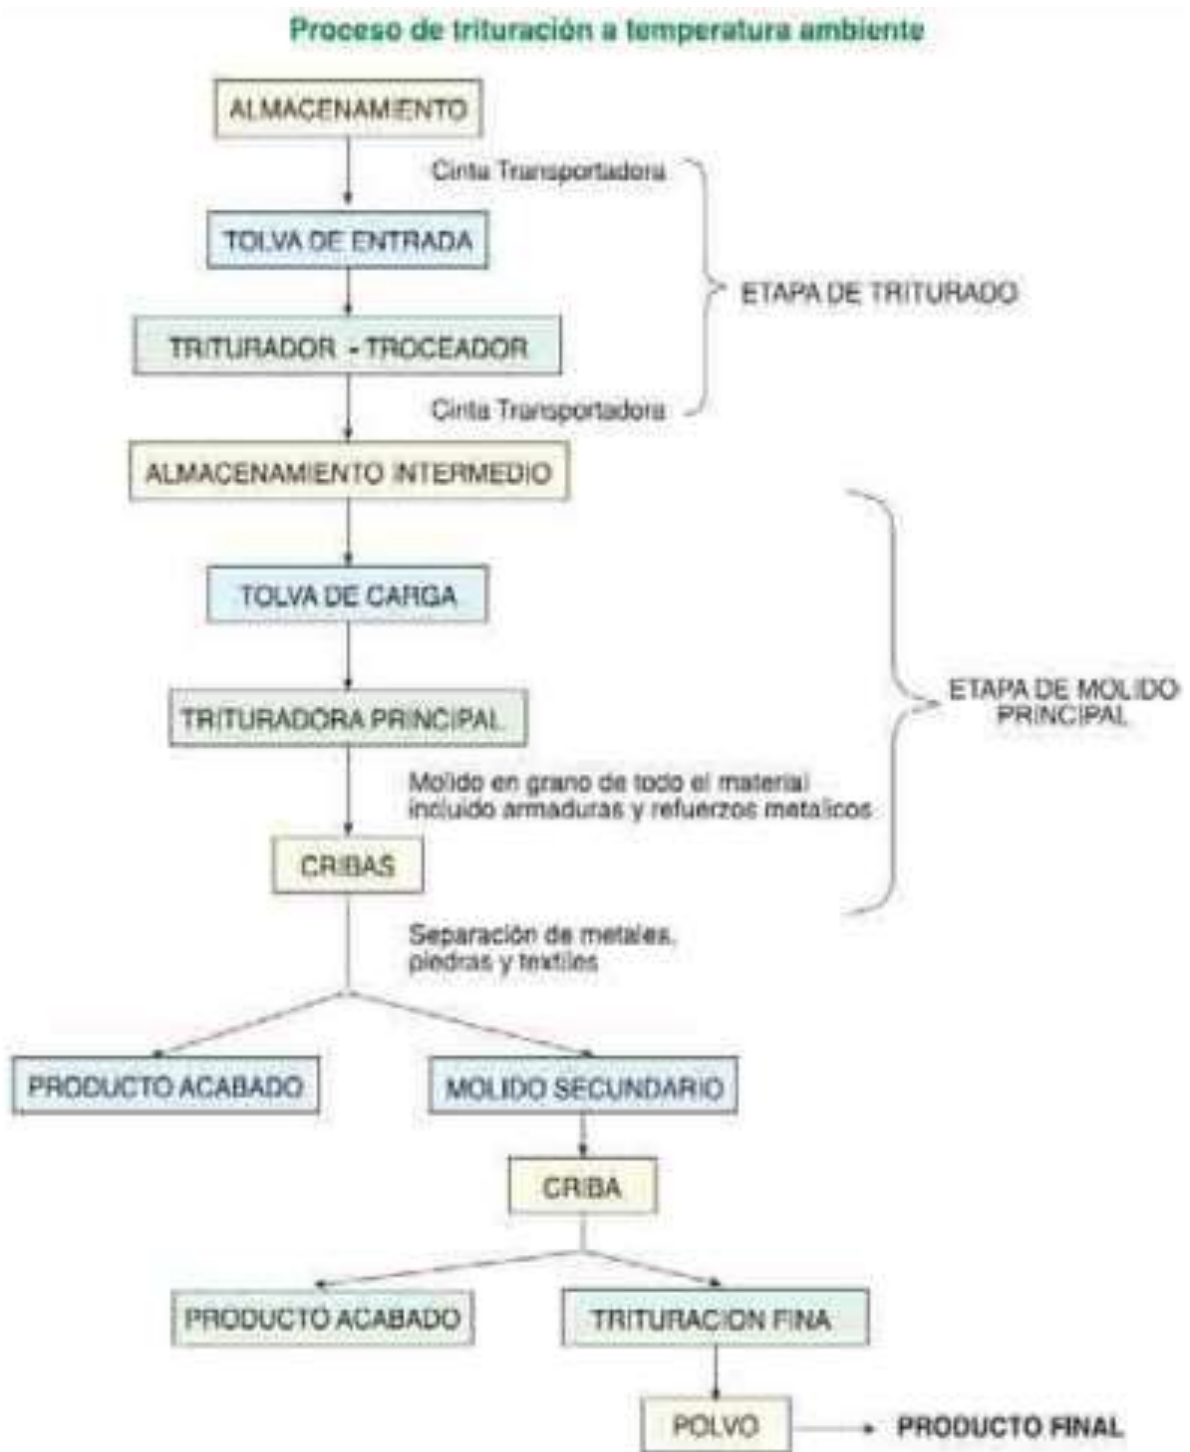 Proceso de trituración a temperatura ambiente
ALMACENAMIENTO
Cinta Transportadora
TOLVA DE ENTRADA
ETAPA DE TRITURADO
TRITURADOR - TROCEADOR
Cinta Transportadora
ALMACENAMIENTO INTERMEDIO
TOLVA DE CARGA
TRITURADORA PRINCIPAL
ETAPA DE MOLIDO
PRINCIPAL
Molido en grano de todo el material
incluido armaduras y refuerzos metalicos
CRIBAS
Separación de metales,
piedras y textiles
PRODUCTO ACABADO
MOLIDO SECUNDARIO
CRIBA
PRODUCTO ACABADO
TRITURACION FINA
POLVO
PRODUCTO FINAL